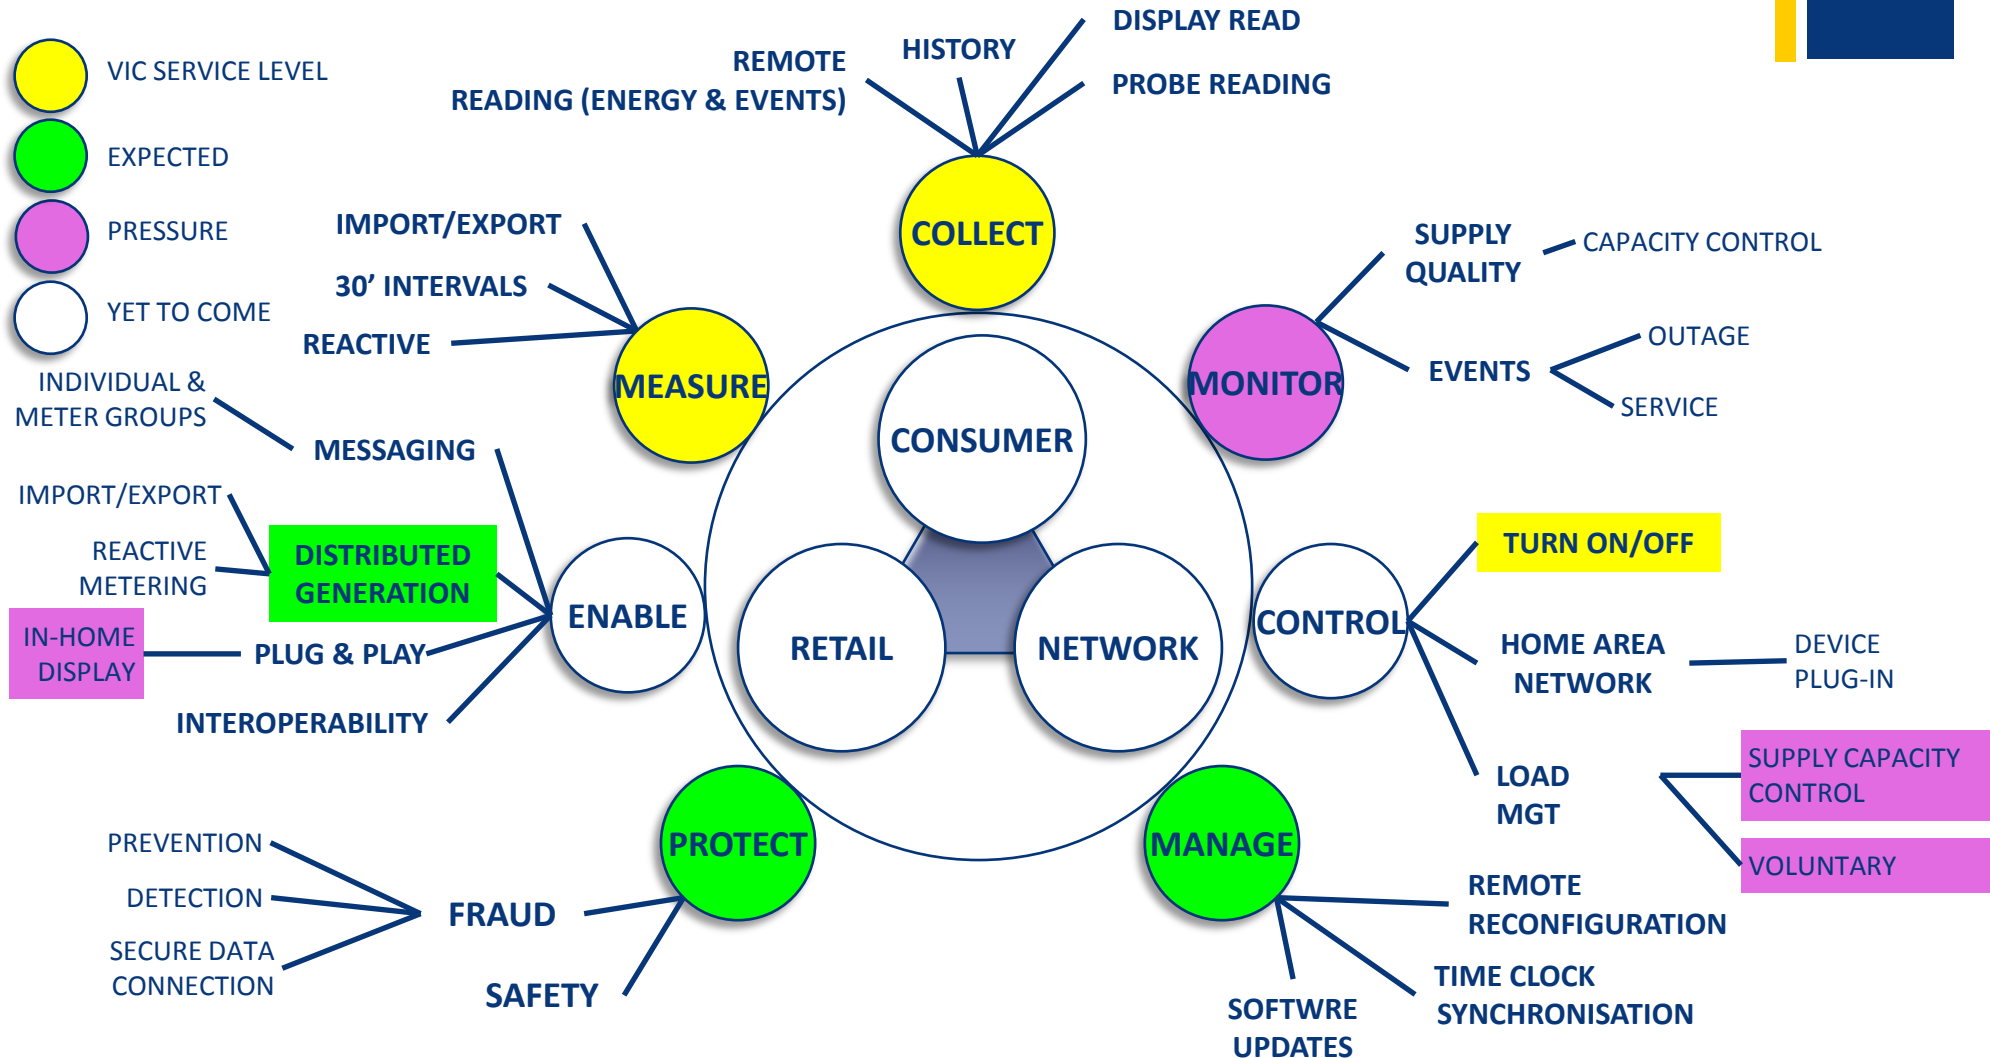 VIC SERVICE LEVEL
EXPECTED
PRESSURE
YET TO COME
REMOTE
READING (ENERGY & EVENTS)
HISTORY
DISPLAY READ
PROBE READING
COLLECT
IMPORT/EXPORT
30’ INTERVALS
REACTIVE
MEASURE
SUPPLY
QUALITY
CAPACITY CONTROL
EVENTS
OUTAGE
SERVICE
MONITOR
CONSUMER
RETAIL
NETWORK
INDIVIDUAL &
METER GROUPS
MESSAGING
IMPORT/EXPORT
REACTIVE
METERING
DISTRIBUTED
GENERATION
IN-HOME
DISPLAY
PLUG & PLAY
INTEROPERABILITY
ENABLE
CONTROL
TURN ON/OFF
HOME AREA
NETWORK
DEVICE
PLUG-IN
LOAD
MGT
SUPPLY CAPACITY
CONTROL
VOLUNTARY
PROTECT
PREVENTION
DETECTION
SECURE DATA
CONNECTION
FRAUD
SAFETY
MANAGE
REMOTE
RECONFIGURATION
TIME CLOCK
SYNCHRONISATION
SOFTWRE
UPDATES